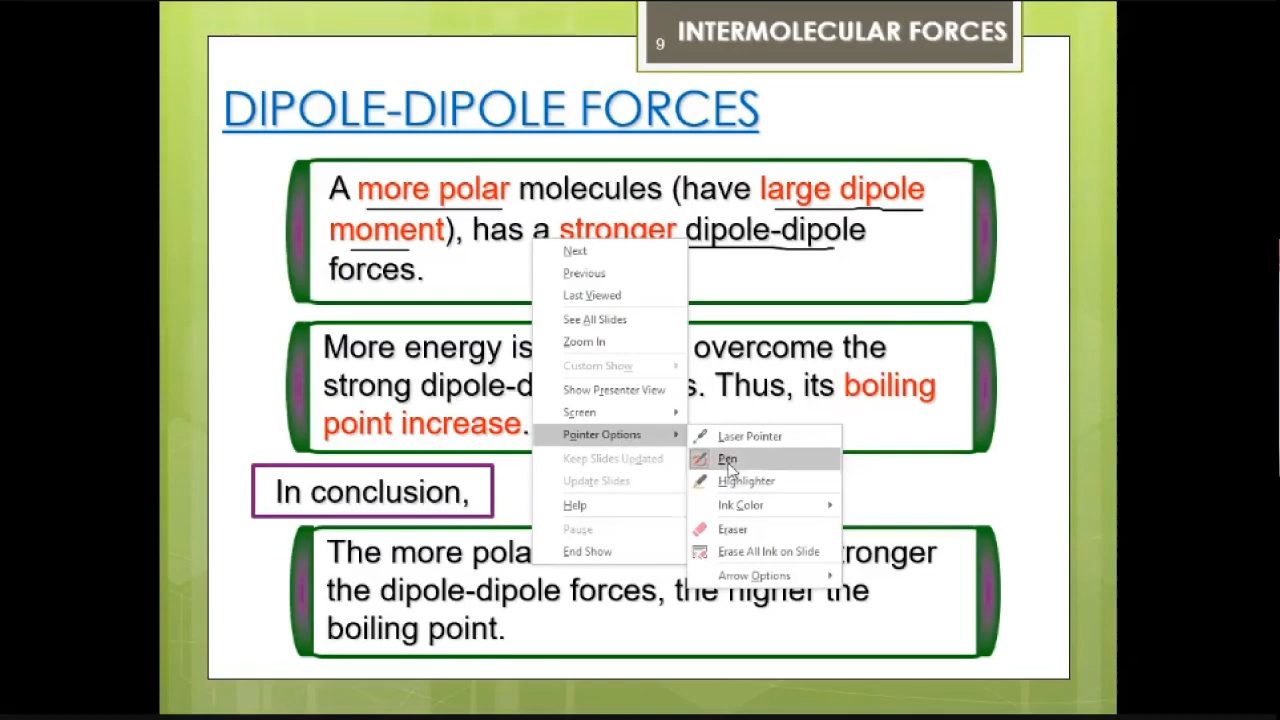 INTERMOLECULAR FORCES
9
DIPOLE-DIPOLE FORCES
A more polar molecules (have large dipole
moment), has a stronger dipole-dipole
forces.
More energy is overcome the
strong dipole-d s. Thus, its boiling
point increase.
In conclusion,
The more pola tronger
the dipole-dipole forces, the higher the
boiling point.
Next
Previous
Last Viewed
See All Slides
Zoom In
Custom Show
Show Presenter View
Screen
Pointer Options
Keep Slides Updated
Update Slides
Help
Pause
End Show
Laser Pointer
Pen
Highlighter
Ink Color
Eraser
Erase All Ink on Slide
Arrow Options